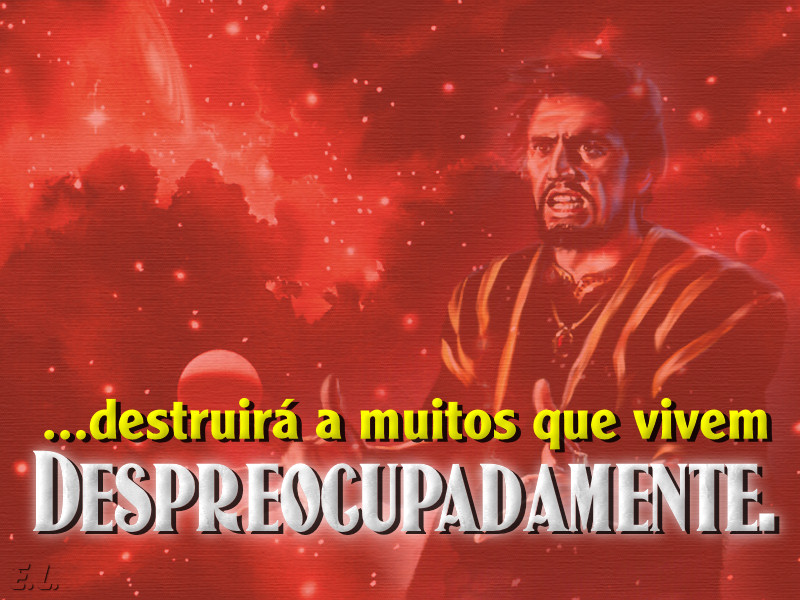 ...destruirá a muitos que vivem
DESPREOCUPADAMENTE.
E. L.